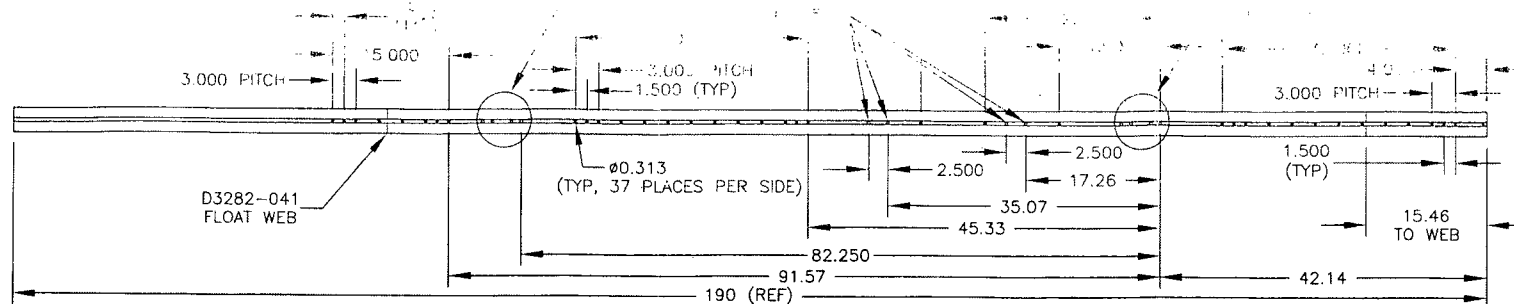 3.000 PITCH
1.500 (TYP)
3.000 PITCH
3.000 PITCH
Ø0.313
(TYP, 37 PLACES PER SIDE)
2.500
2.500
17.26
1.500
(TYP)
D3282-041
FLOAT WEB
35.07
45.33
15.46
TO WEB
82.250
91.57
42.14
190 (REF)